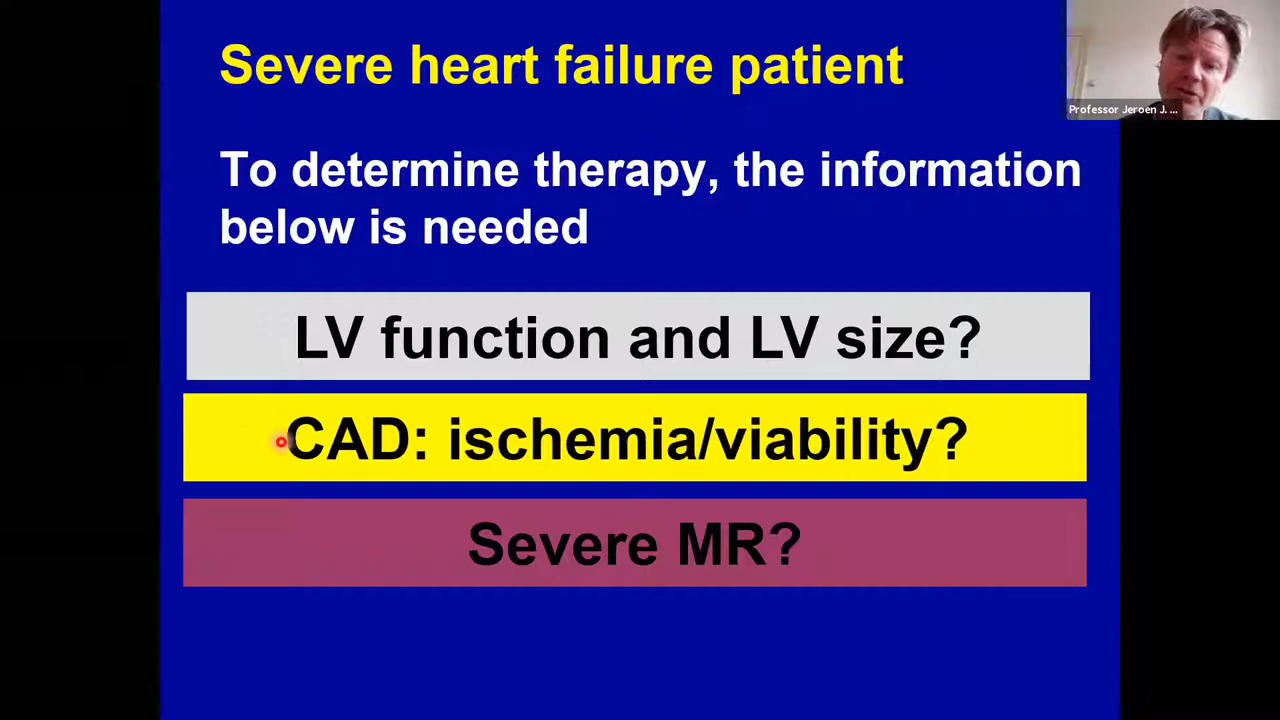 Severe heart failure patient
Professor Jeroen J. ...
To determine therapy, the information
below is needed
LV function and LV size?
CAD: ischemia/viability?
Severe MR?